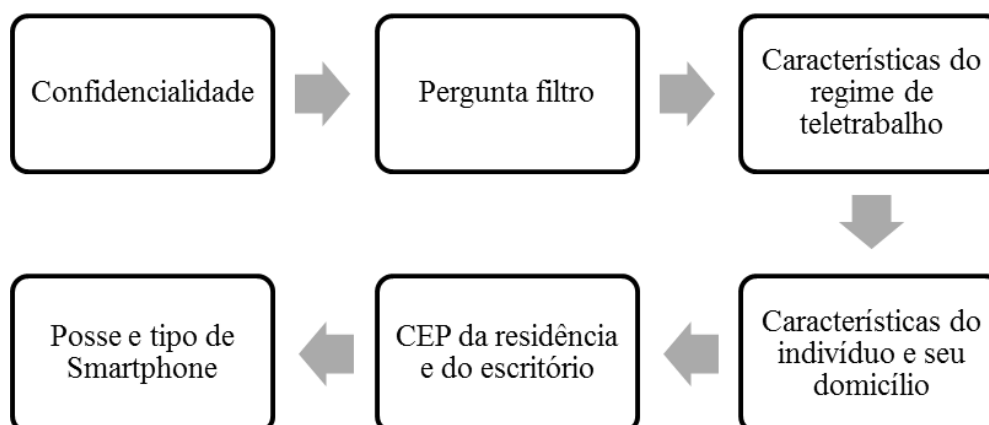 Confidencialidade
Pergunta filtro
Características do
regime de
teletrabalho
Características do
indivíduo e seu
domicílio
CEP da residência
e do escritório
Posse e tipo de
Smartphone